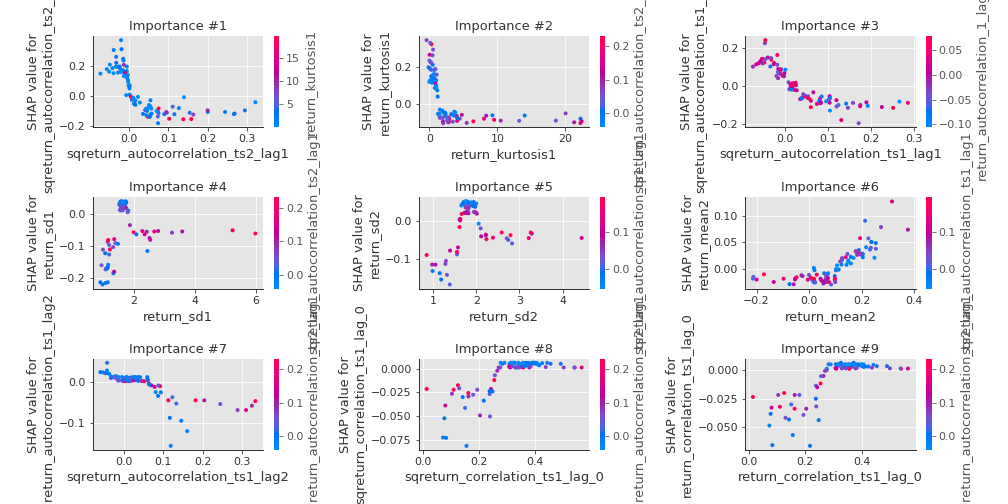 Importance #1
SHAP value for
sqreturn_autocorrelation_ts2_
0.2
0.0
−0.2
0.0
0.1
0.2
0.3
sqreturn_autocorrelation_ts2_lag1
15
10
5
return_kurtosis1
Importance #2
SHAP value for
return_kurtosis1
0.2
0.0
0
10
20
return_kurtosis1
0.2
0.1
0.0
Importance #3
SHAP value for
sqreturn_autocorrelation_ts1_
0.2
0.0
−0.2
0.0
0.1
0.2
0.3
sqreturn_autocorrelation_ts1_lag1
0.05
0.00
−0.05
−0.10
autocorrelation_1_lag
Importance #4
SHAP value for
return_sd1
0.0
−0.1
−0.2
2
4
6
return_sd1
0.2
0.1
0.0
return_autocorrelation_ts2_lag1
Importance #5
SHAP value for
return_sd2
0.0
−0.1
1
2
3
4
return_sd2
0.2
0.1
0.0
Importance #6
SHAP value for
return_mean2
0.10
0.05
0.00
−0.2
0.0
0.2
0.4
return_mean2
0.1
0.0
return_autocorrelation_ts1_lag1
Importance #7
SHAP value for
return_autocorrelation_ts1_lag2
0.0
−0.1
0.0
0.1
0.2
0.3
sqreturn_autocorrelation_ts1_lag2
0.2
0.1
0.0
Importance #8
SHAP value for
sqreturn_correlation_ts1_lag_0
0.000
−0.025
−0.050
−0.075
0.0
0.2
0.4
sqreturn_correlation_ts1_lag_0
0.2
0.1
0.0
Importance #9
SHAP value for
return_correlation_ts1_lag_0
0.000
−0.025
−0.050
0.0
0.2
0.4
return_correlation_ts1_lag_0
0.2
0.1
0.0